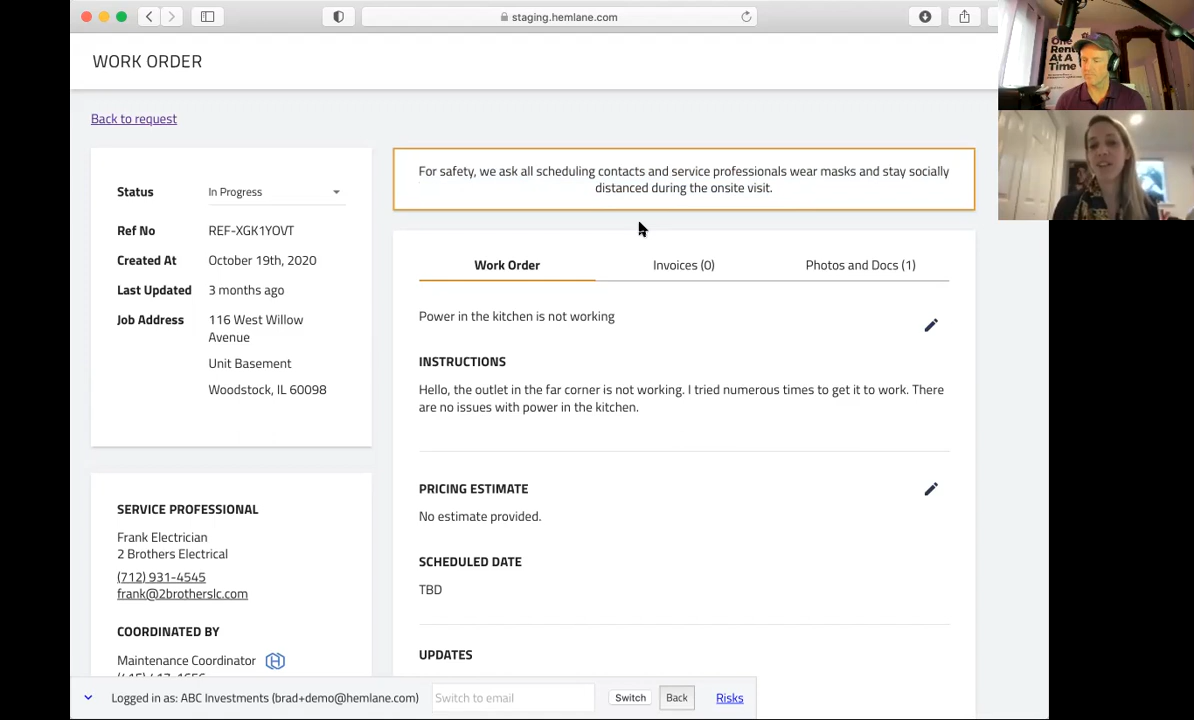 staging.hemlane.com
WORK ORDER
Back to request
Status
In Progress
Ref No
REF-XGK1YOVT
Created At
October 19th, 2020
Last Updated
3 months ago
Job Address
116 West Willow
Avenue
Unit Basement
Woodstock, IL 60098
SERVICE PROFESSIONAL
Frank Electrician
2 Brothers Electrical
(712) 931-4545
frank@2brotherslc.com
COORDINATED BY
Maintenance Coordinator
For safety, we ask all scheduling contacts and service professionals wear masks and stay socially
distanced during the onsite visit.
Work Order
Invoices (0)
Photos and Docs (1)
Power in the kitchen is not working
INSTRUCTIONS
Hello, the outlet in the far corner is not working. I tried numerous times to get it to work. There
are no issues with power in the kitchen.
PRICING ESTIMATE
No estimate provided.
SCHEDULED DATE
TBD
UPDATES
Logged in as: ABC Investments (brad+demo@hemlane.com)
Switch to email
Switch
Back
Risks
One
Rent
At A
Time